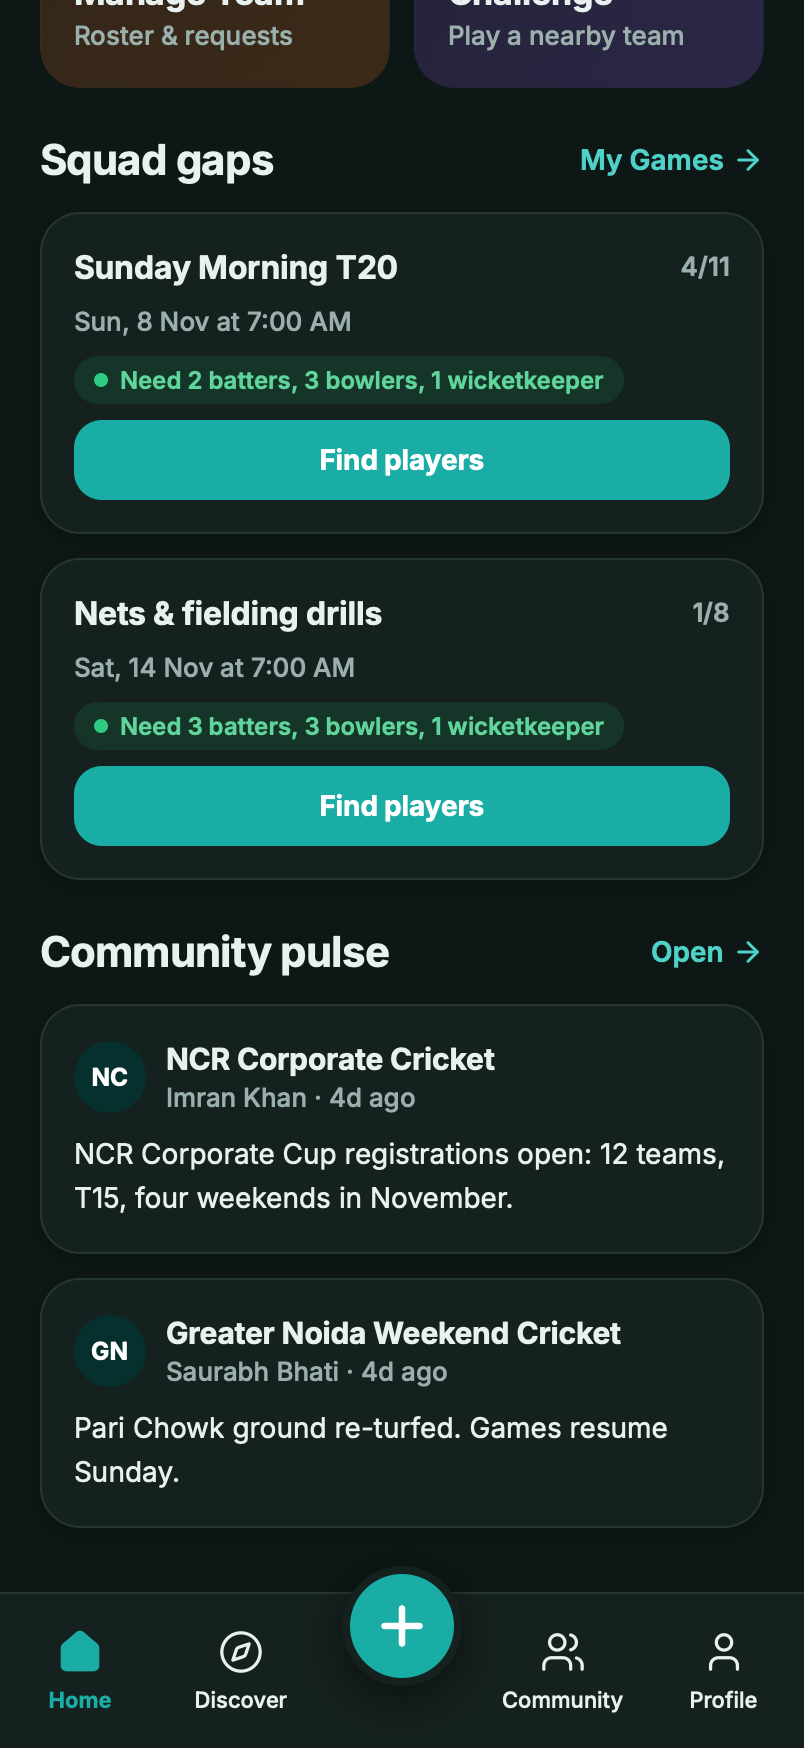 Manage Team
Challenge
Roster & requests
Play a nearby team
Squad gaps
My Games →
Sunday Morning T20
4/11
Sun, 8 Nov at 7:00 AM
Need 2 batters, 3 bowlers, 1 wicketkeeper
Find players
Nets & fielding drills
1/8
Sat, 14 Nov at 7:00 AM
Need 3 batters, 3 bowlers, 1 wicketkeeper
Find players
Community pulse
Open →
NC
NCR Corporate Cricket
Imran Khan · 4d ago
NCR Corporate Cup registrations open: 12 teams,
T15, four weekends in November.
GN
Greater Noida Weekend Cricket
Saurabh Bhati · 4d ago
Pari Chowk ground re-turfed. Games resume
Sunday.
Home
Discover
Community
Profile